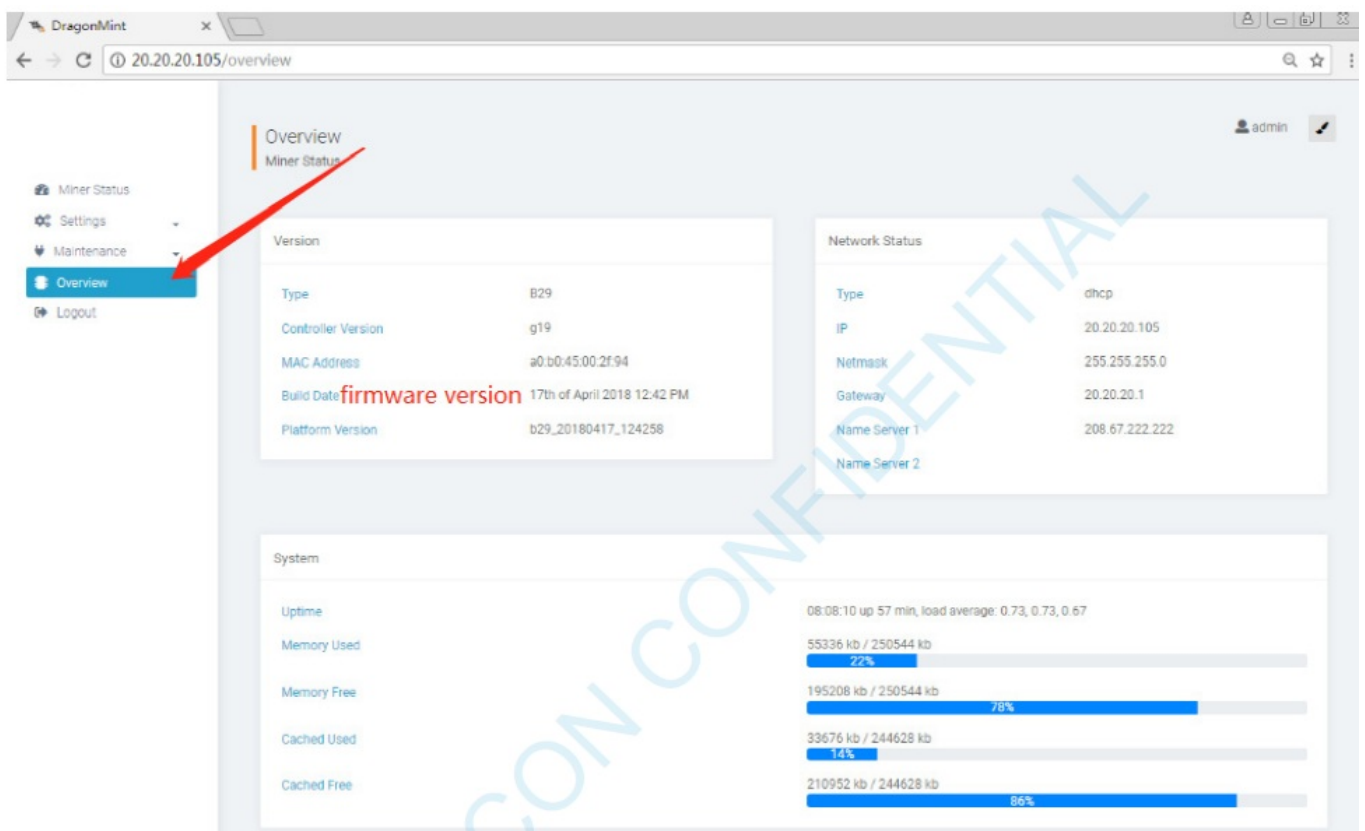 DragonMint
20.20.20.105/overview
Overview
admin
Miner Status
Miner Status
Settings
Maintenance
Overview
Logout
Version
Type B29
Controller Version g19
MAC Address a0:b0:45:00:2f:94
Build Date firmware version 17th of April 2018 12:42 PM
Platform Version b29_20180417_124258
Network Status
Type dhcp
IP 20.20.20.105
Netmask 255.255.255.0
Gateway 20.20.20.1
Name Server 1 208.67.222.222
Name Server 2
System
Uptime 08:08:10 up 57 min, load average: 0.73, 0.73, 0.67
Memory Used 55336 kb / 250544 kb
22%
Memory Free 195208 kb / 250544 kb
78%
Cached Used 33676 kb / 244628 kb
14%
Cached Free 210952 kb / 244628 kb
86%
CON CONFIDENTIAL